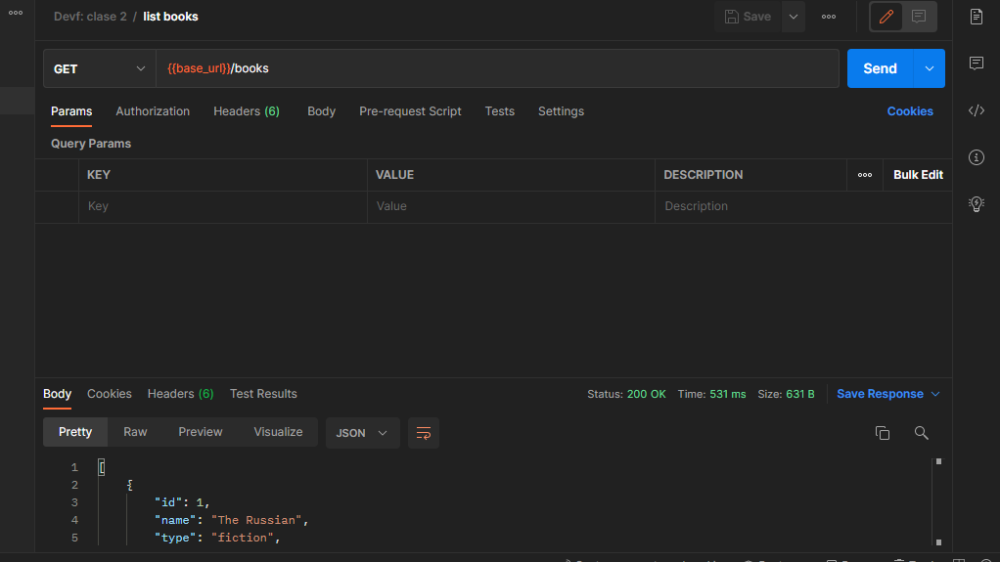 Devf: clase 2 / list books
Save
GET {{base_url}}/books Send
Params Authorization Headers (6) Body Pre-request Script Tests Settings Cookies
Query Params
KEY VALUE DESCRIPTION Bulk Edit
Key Value Description
Body Cookies Headers (6) Test Results Status: 200 OK Time: 531 ms Size: 631 B Save Response
Pretty Raw Preview Visualize JSON
1 [
2 {
3 "id": 1,
4 "name": "The Russian",
5 "type": "fiction",